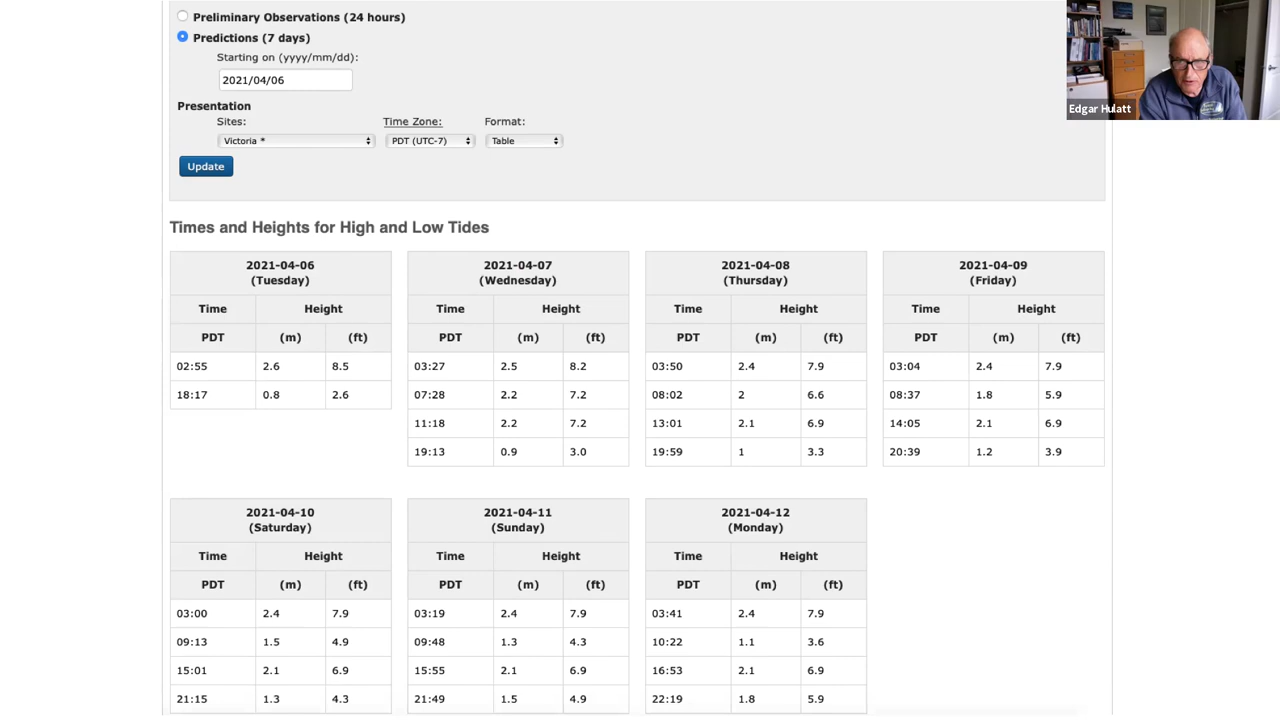 Preliminary Observations (24 hours)
Predictions (7 days)
Starting on (yyyy/mm/dd):
2021/04/06
Presentation
Sites: Time Zone: Format:
Victoria * PDT (UTC-7) Table
Update
Edgar Hulatt
Times and Heights for High and Low Tides
2021-04-06
(Tuesday)
Time Height
PDT (m) (ft)
02:55 2.6 8.5
18:17 0.8 2.6
2021-04-07
(Wednesday)
Time Height
PDT (m) (ft)
03:27 2.5 8.2
07:28 2.2 7.2
11:18 2.2 7.2
19:13 0.9 3.0
2021-04-08
(Thursday)
Time Height
PDT (m) (ft)
03:50 2.4 7.9
08:02 2 6.6
13:01 2.1 6.9
19:59 1 3.3
2021-04-09
(Friday)
Time Height
PDT (m) (ft)
03:04 2.4 7.9
08:37 1.8 5.9
14:05 2.1 6.9
20:39 1.2 3.9
2021-04-10
(Saturday)
Time Height
PDT (m) (ft)
03:00 2.4 7.9
09:13 1.5 4.9
15:01 2.1 6.9
21:15 1.3 4.3
2021-04-11
(Sunday)
Time Height
PDT (m) (ft)
03:19 2.4 7.9
09:48 1.3 4.3
15:55 2.1 6.9
21:49 1.5 4.9
2021-04-12
(Monday)
Time Height
PDT (m) (ft)
03:41 2.4 7.9
10:22 1.1 3.6
16:53 2.1 6.9
22:19 1.8 5.9